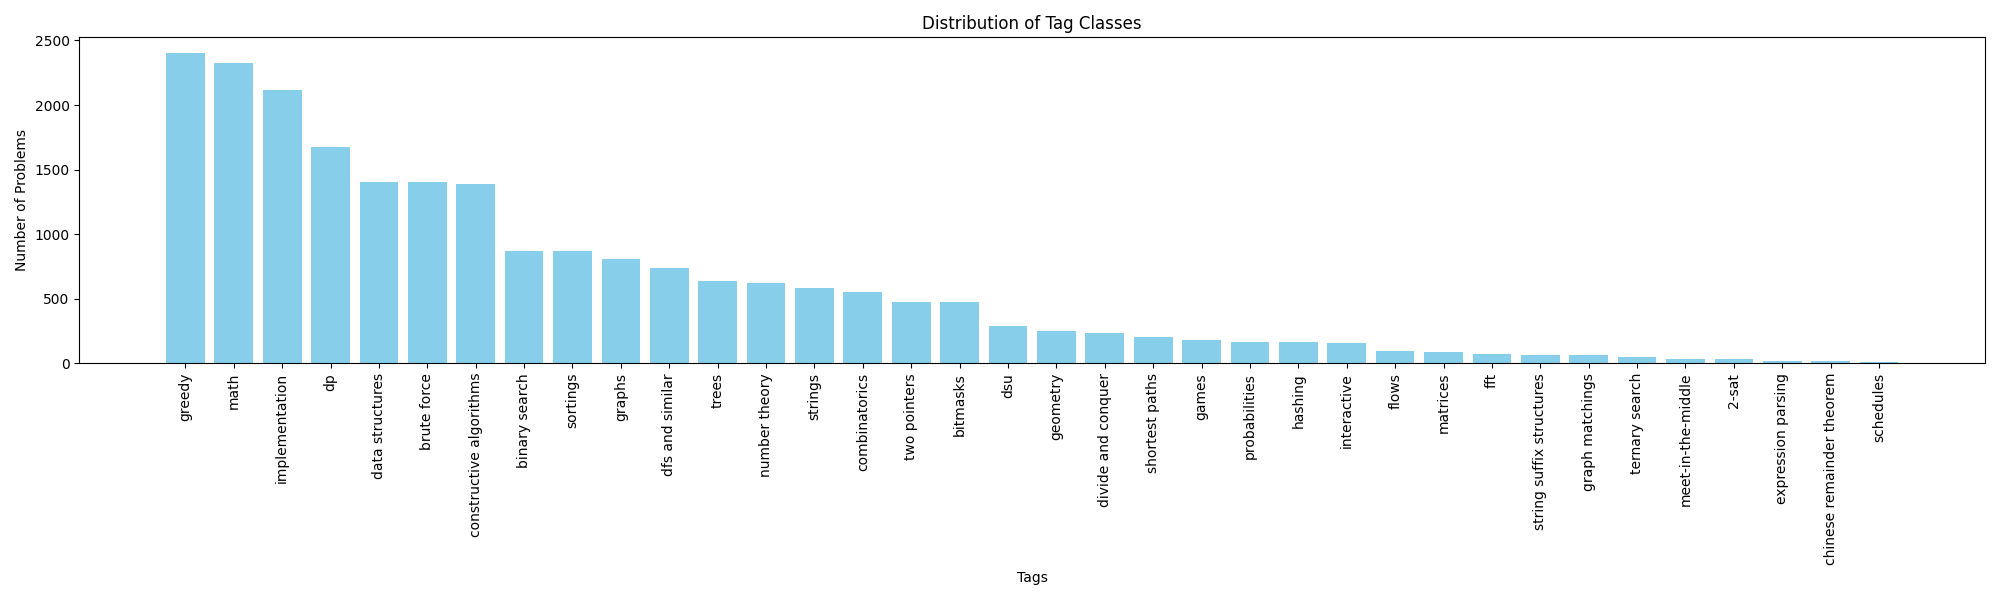 Distribution of Tag Classes
Number of Problems
2500
2000
1500
1000
500
0
greedy
math
implementation
dp
data structures
brute force
constructive algorithms
binary search
sortings
graphs
dfs and similar
trees
number theory
strings
combinatorics
two pointers
bitmasks
dsu
geometry
divide and conquer
shortest paths
games
probabilities
hashing
interactive
flows
matrices
fft
string suffix structures
graph matchings
ternary search
meet-in-the-middle
2-sat
expression parsing
chinese remainder theorem
schedules
Tags